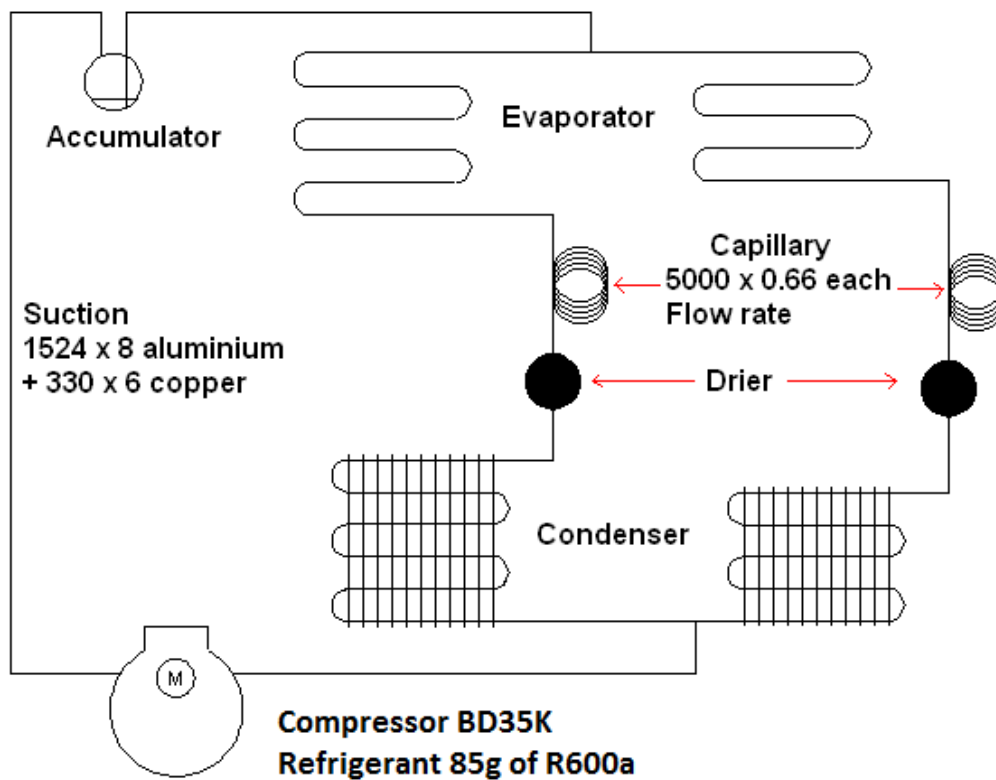 Accumulator
Evaporator
Capillary
5000 x 0.66 each
Flow rate
Suction
1524 x 8 aluminium
+ 330 x 6 copper
Drier
Condenser
M
Compressor BD35K
Refrigerant 85g of R600a